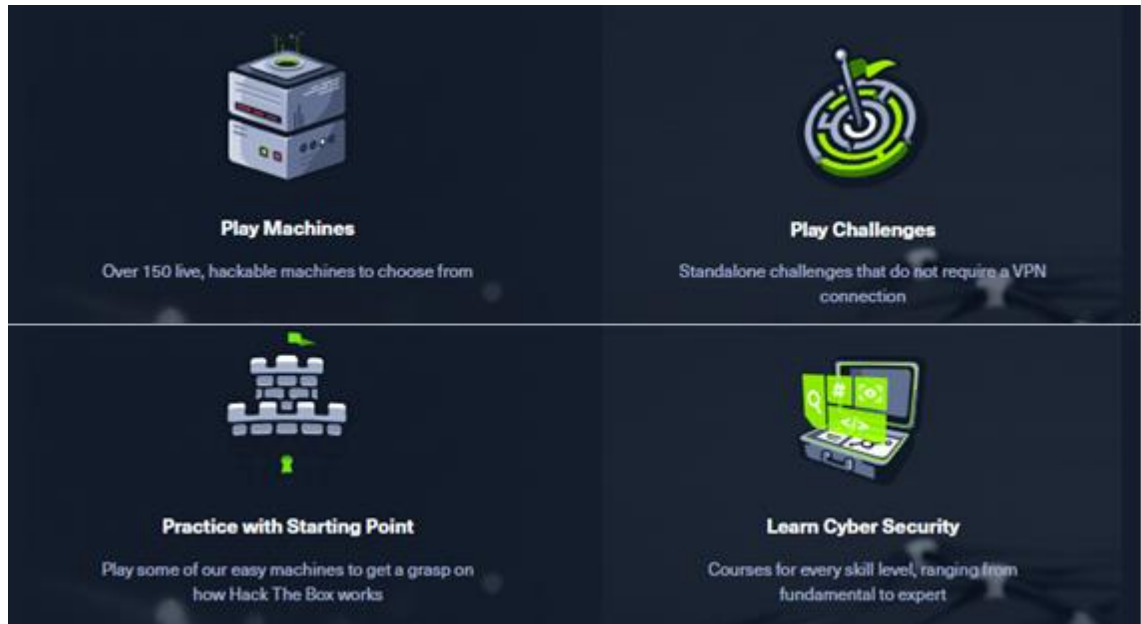 Play Machines
Over 150 live, hackable machines to choose from
Play Challenges
Standalone challenges that do not require a VPN
connection
Practice with Starting Point
Play some of our easy machines to get a grasp on
how Hack The Box works
Learn Cyber Security
Courses for every skill level, ranging from
fundamental to expert